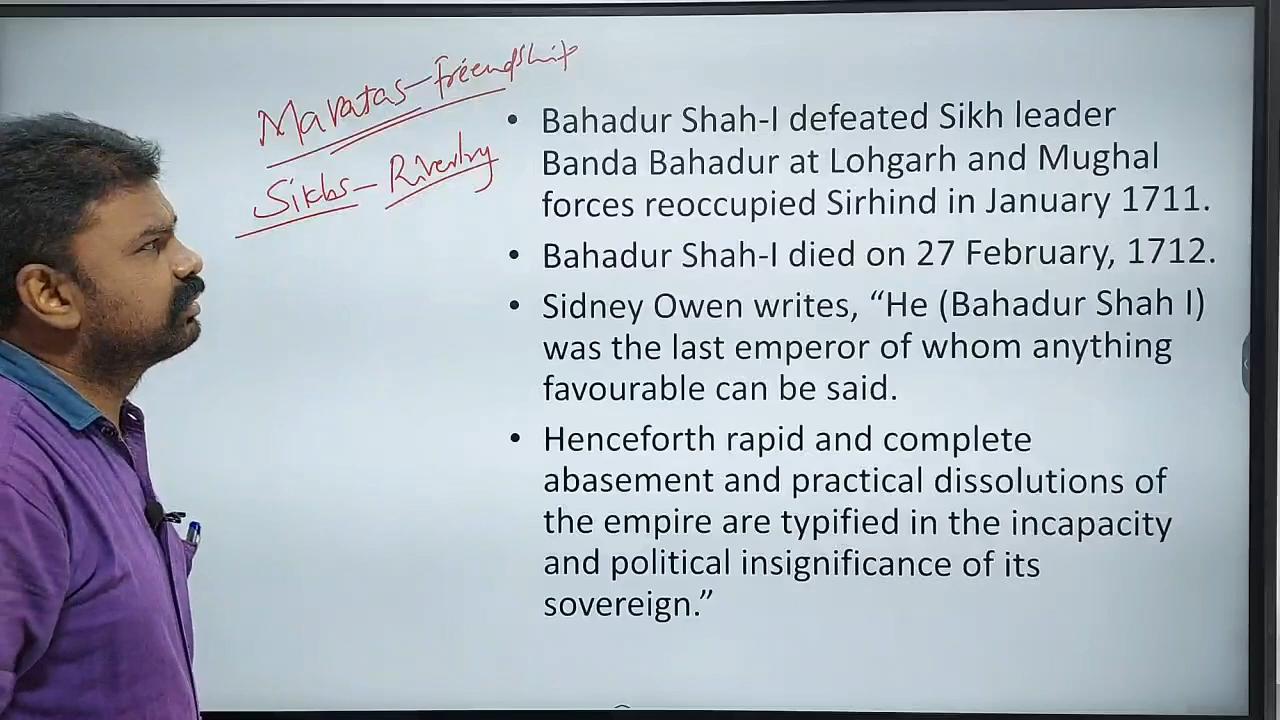 Maratas - Friendship
Sikhs - Rivertry
• Bahadur Shah-I defeated Sikh leader
Banda Bahadur at Lohgarh and Mughal
forces reoccupied Sirhind in January 1711.
• Bahadur Shah-I died on 27 February, 1712.
• Sidney Owen writes, “He (Bahadur Shah I)
was the last emperor of whom anything
favourable can be said.
• Henceforth rapid and complete
abasement and practical dissolutions of
the empire are typified in the incapacity
and political insignificance of its
sovereign.”